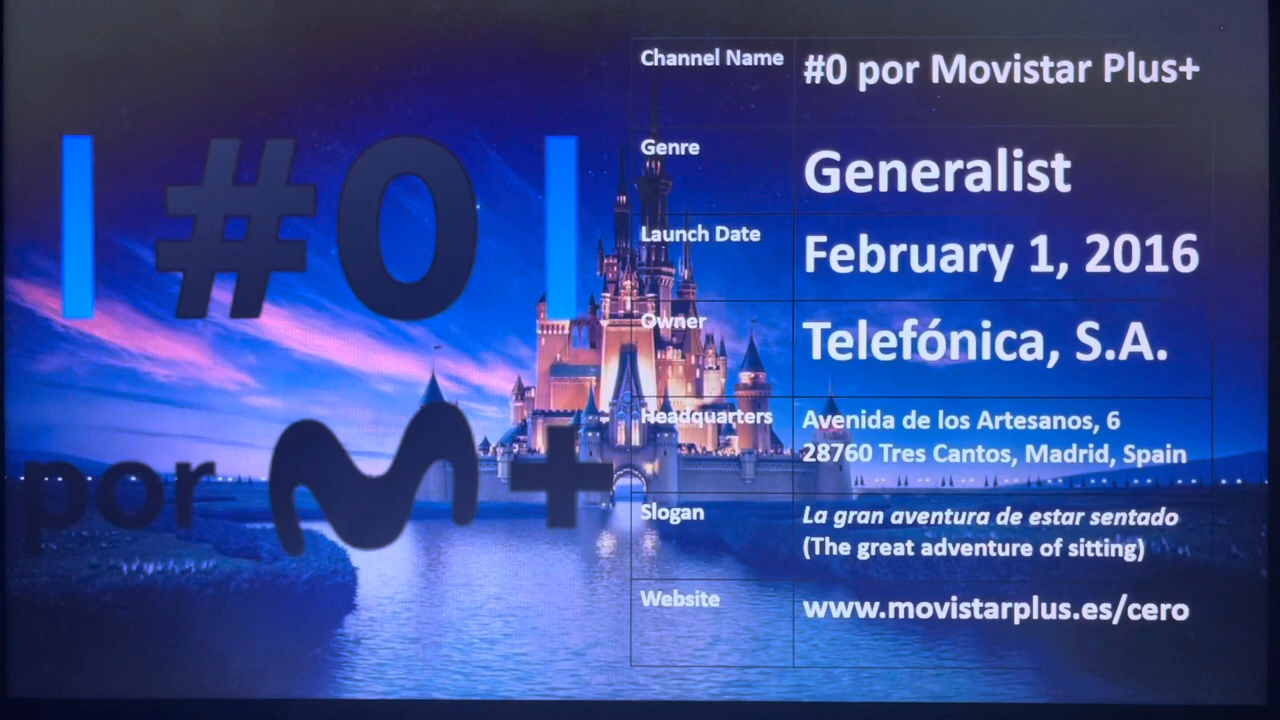 #0
por M+
Channel Name
#0 por Movistar Plus+
Genre
Generalist
Launch Date
February 1, 2016
Owner
Telefónica, S.A.
Headquarters
Avenida de los Artesanos, 6
28760 Tres Cantos, Madrid, Spain
Slogan
La gran aventura de estar sentado
(The great adventure of sitting)
Website
www.movistarplus.es/cero